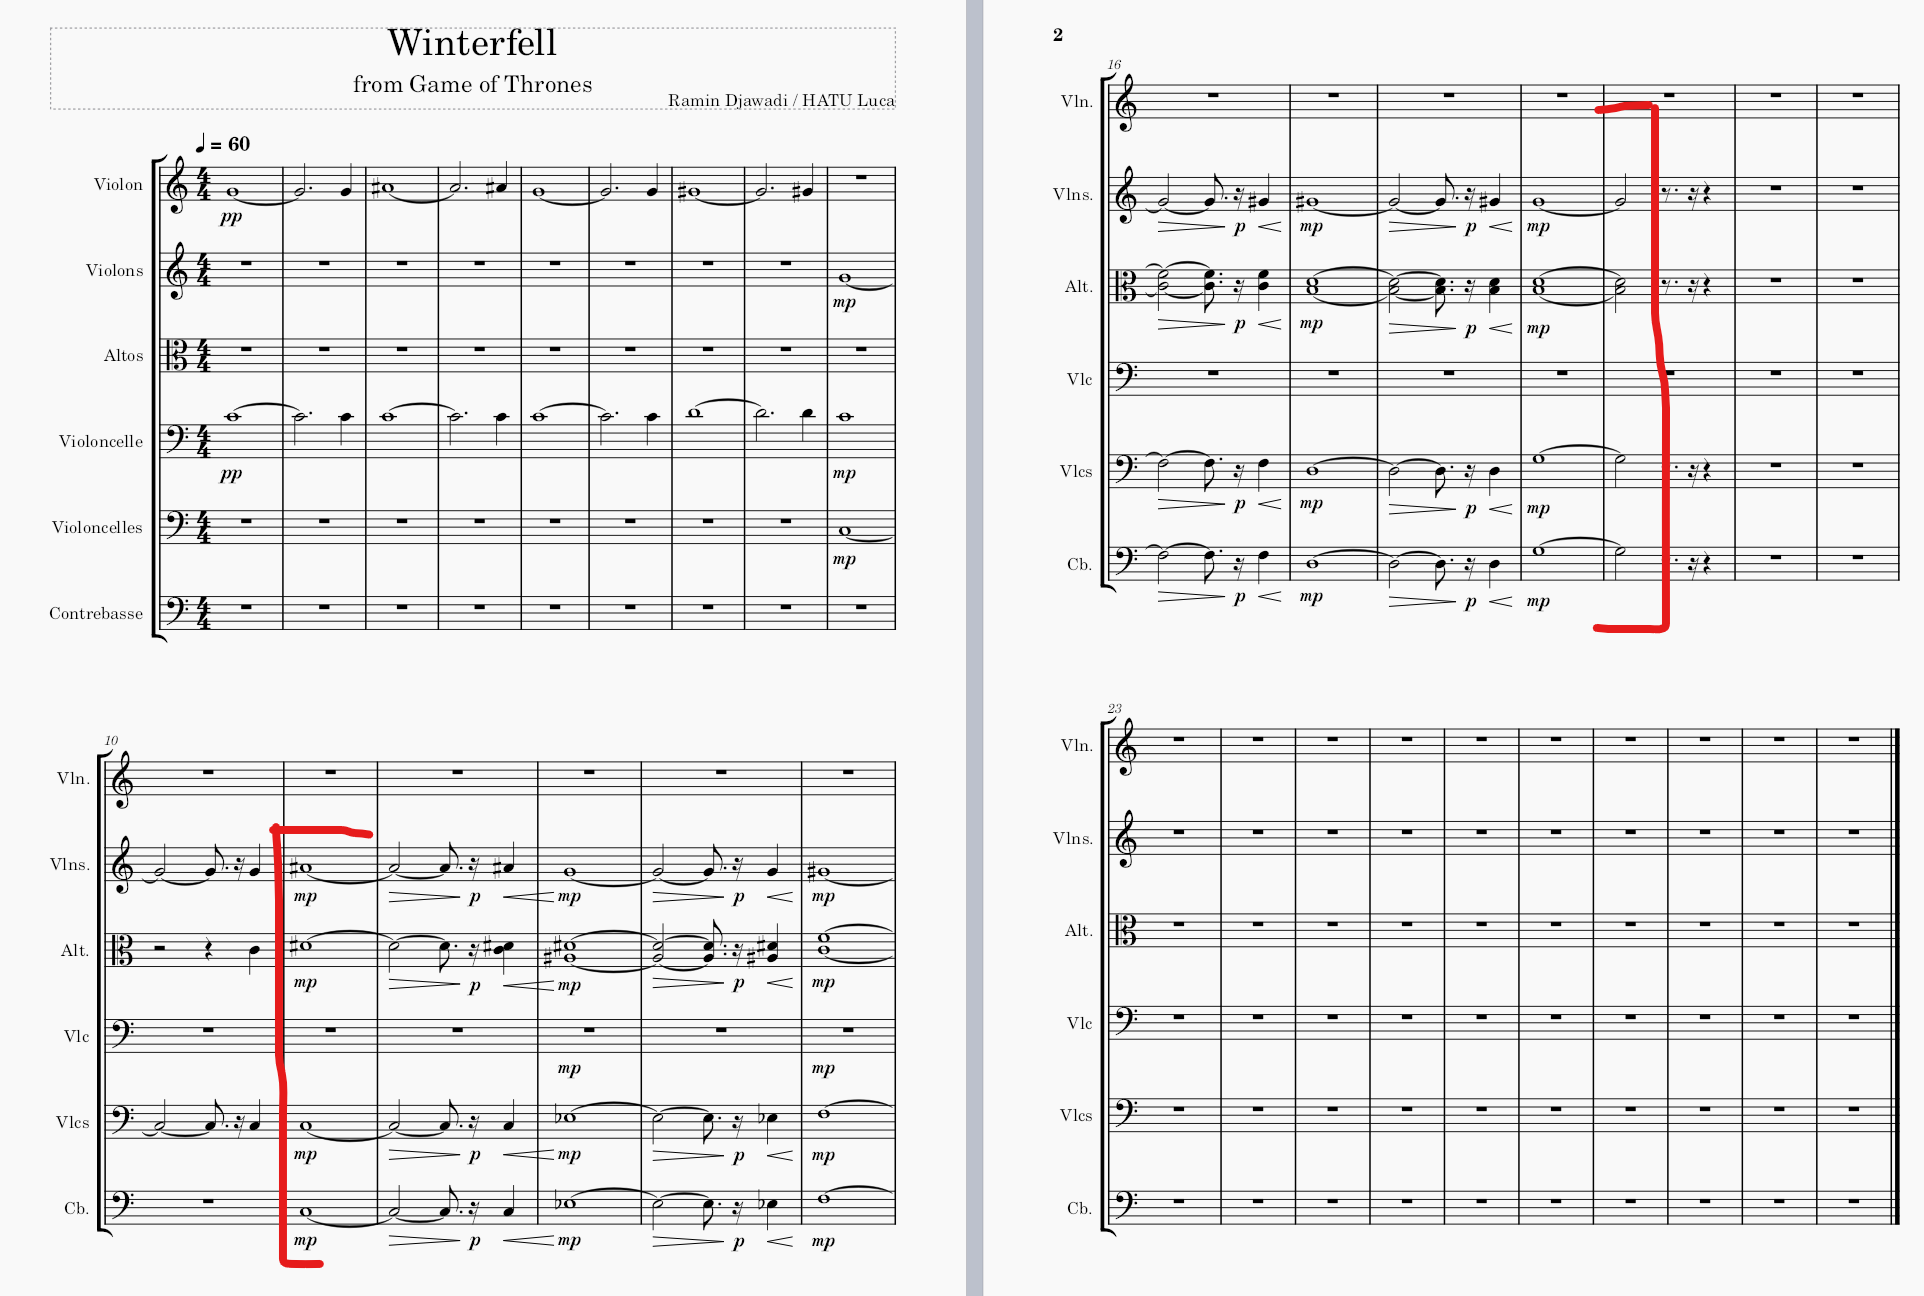 Winterfell
from Game of Thrones
Ramin Djawadi / HATU Luca
= 60
Violon
pp
Violons
mp
Altos
Violoncelle
pp mp
Violoncelles
mp
Contrebasse
10
Vln.
Vlns.
mp p mp p mp
Alt.
mp p mp p mp
Vlc
mp mp
Vlcs
mp p mp p mp
Cb.
mp p mp p mp
2
16
Vln.
Vlns.
p mp p mp
Alt.
p mp p mp
Vlc
Vlcs
p mp p mp
Cb.
p mp p mp
23
Vln.
Vlns.
Alt.
Vlc
Vlcs
Cb.